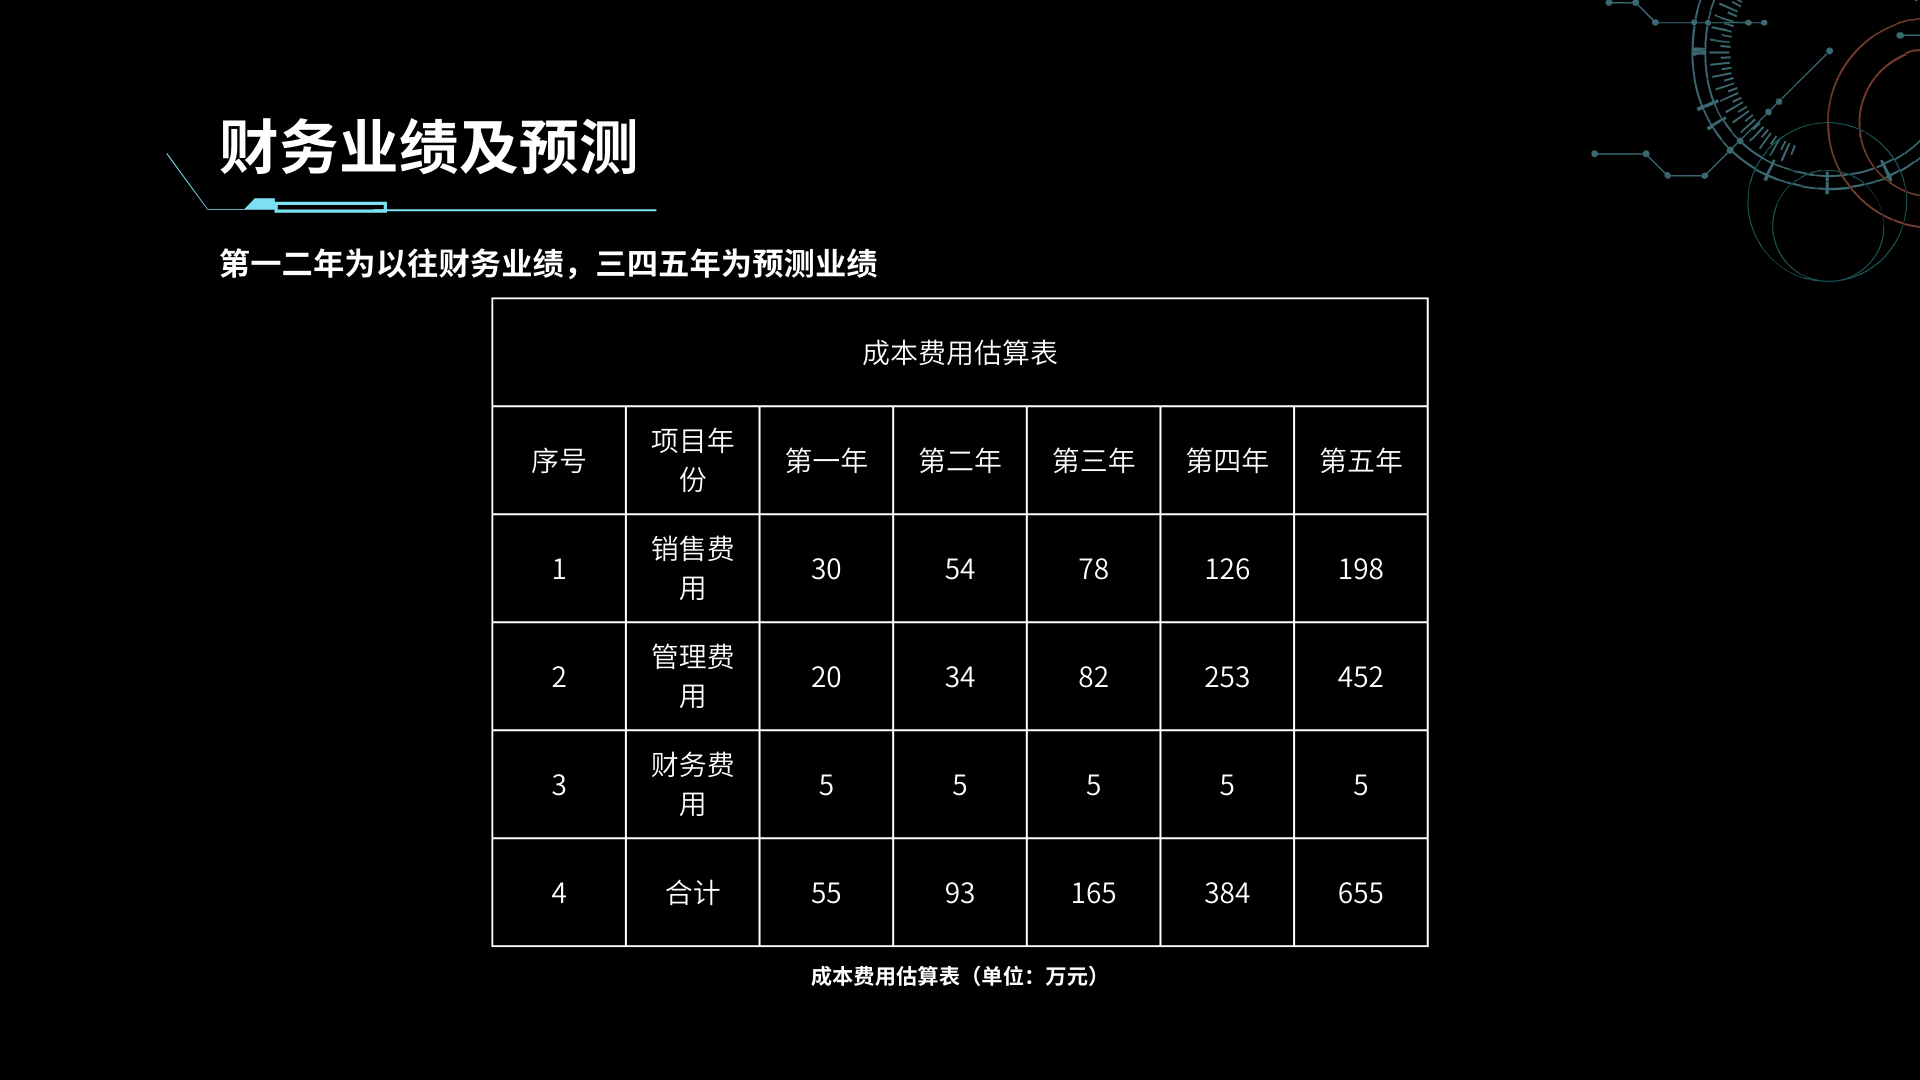 财务业绩及预测
第一二年为以往财务业绩，三四五年为预测业绩
成本费用估算表
序号 项目年份 第一年 第二年 第三年 第四年 第五年
1 销售费用 30 54 78 126 198
2 管理费用 20 34 82 253 452
3 财务费用 5 5 5 5 5
4 合计 55 93 165 384 655
成本费用估算表（单位：万元）